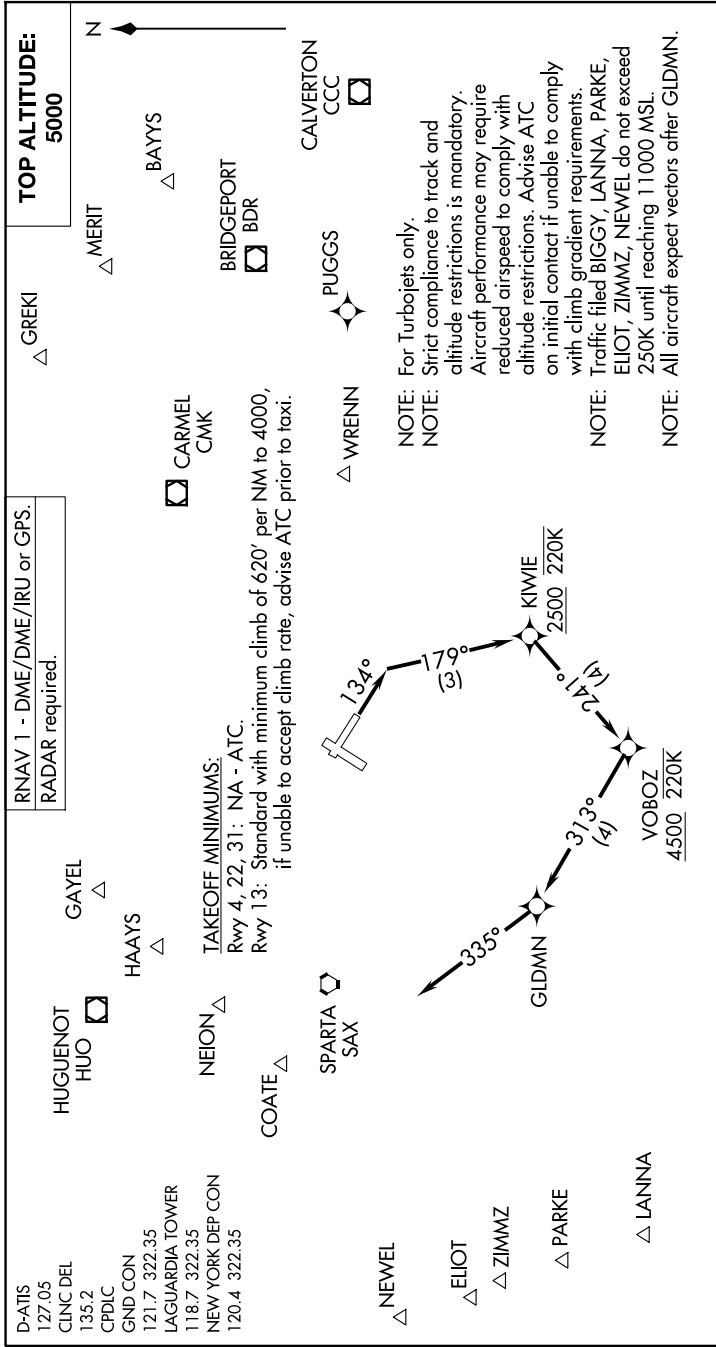 D-ATIS
127.05
CLNC DEL
135.2
CPDLC
GND CON
121.7 322.35
LAGUARDIA TOWER
118.7 322.35
NEW YORK DEP CON
120.4 322.35
RNAV 1 - DME/DME/IRU or GPS.
RADAR required.
TOP ALTITUDE:
5000
N
HUGUENOT
HUO
GAYEL
HAAYS
NEION
COATE
SPARTA
SAX
GREKI
MERIT
BAYYS
CARMEL
CMK
BRIDGEPORT
BDR
CALVERTON
CCC
PUGGS
WRENN
TAKEOFF MINIMUMS:
Rwy 4, 22, 31: NA - ATC.
Rwy 13: Standard with minimum climb of 620' per NM to 4000,
if unable to accept climb rate, advise ATC prior to taxi.
134°
179°
(3)
KIWIE
2500 220K
241°
(4)
VOBOZ
4500 220K
313°
(4)
GLDMN
335°
NEWEL
ELIOT
ZIMMZ
PARKE
LANNA
NOTE: For Turbojets only.
NOTE: Strict compliance to track and
altitude restrictions is mandatory.
Aircraft performance may require
reduced airspeed to comply with
altitude restrictions. Advise ATC
on initial contact if unable to comply
with climb gradient requirements.
NOTE: Traffic filed BIGGY, LANNA, PARKE,
ELIOT, ZIMMZ, NEWEL do not exceed
250K until reaching 11000 MSL.
NOTE: All aircraft expect vectors after GLDMN.